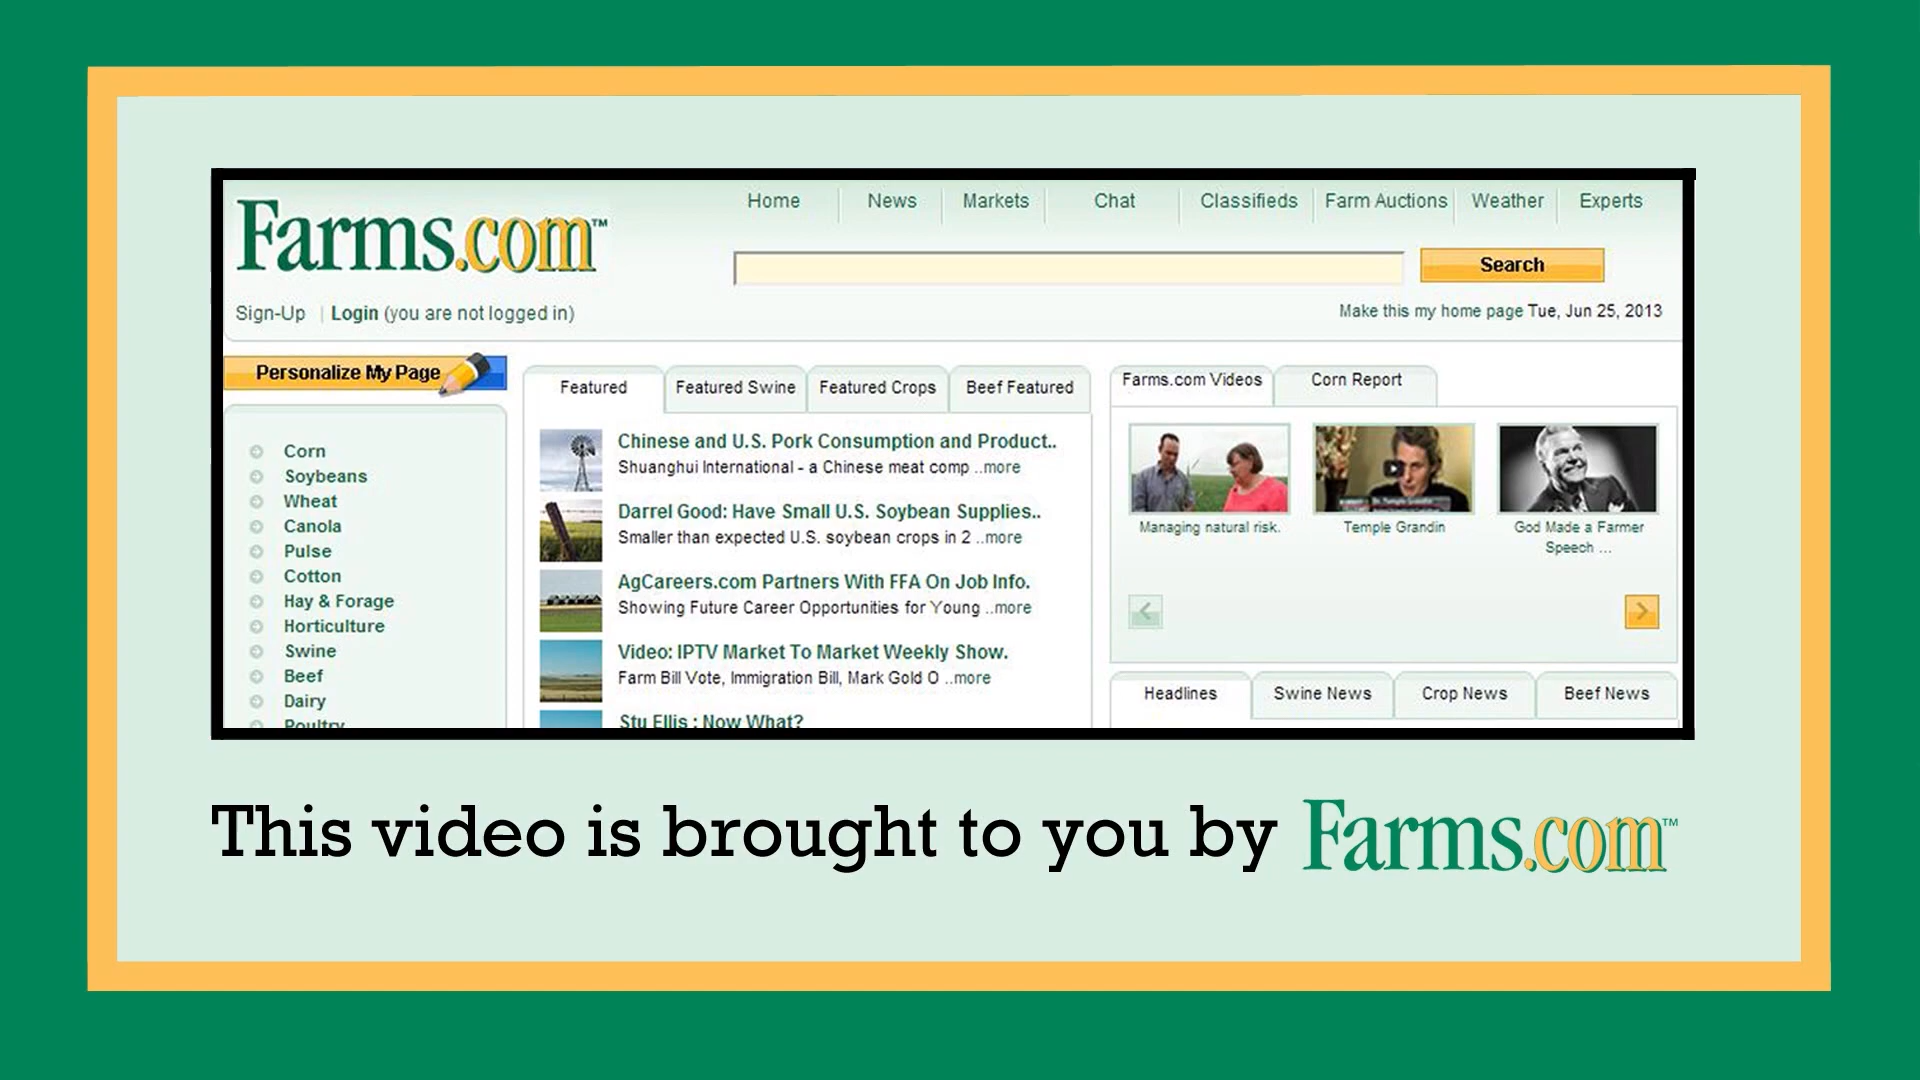 Farms.com™
Home News Markets Chat Classifieds Farm Auctions Weather Experts
Search
Sign-Up | Login (you are not logged in)
Make this my home page Tue, Jun 25, 2013
Personalize My Page
Corn
Soybeans
Wheat
Canola
Pulse
Cotton
Hay & Forage
Horticulture
Swine
Beef
Dairy
Poultry
Featured Featured Swine Featured Crops Beef Featured
Chinese and U.S. Pork Consumption and Product..
Shuanghui International - a Chinese meat comp ..more
Darrel Good: Have Small U.S. Soybean Supplies..
Smaller than expected U.S. soybean crops in 2 ..more
AgCareers.com Partners With FFA On Job Info.
Showing Future Career Opportunities for Young ..more
Video: IPTV Market To Market Weekly Show.
Farm Bill Vote, Immigration Bill, Mark Gold O ..more
Stu Ellis : Now What?
Farms.com Videos Corn Report
Managing natural risk.
Temple Grandin
God Made a Farmer
Speech ...
Headlines Swine News Crop News Beef News
This video is brought to you by Farms.com™